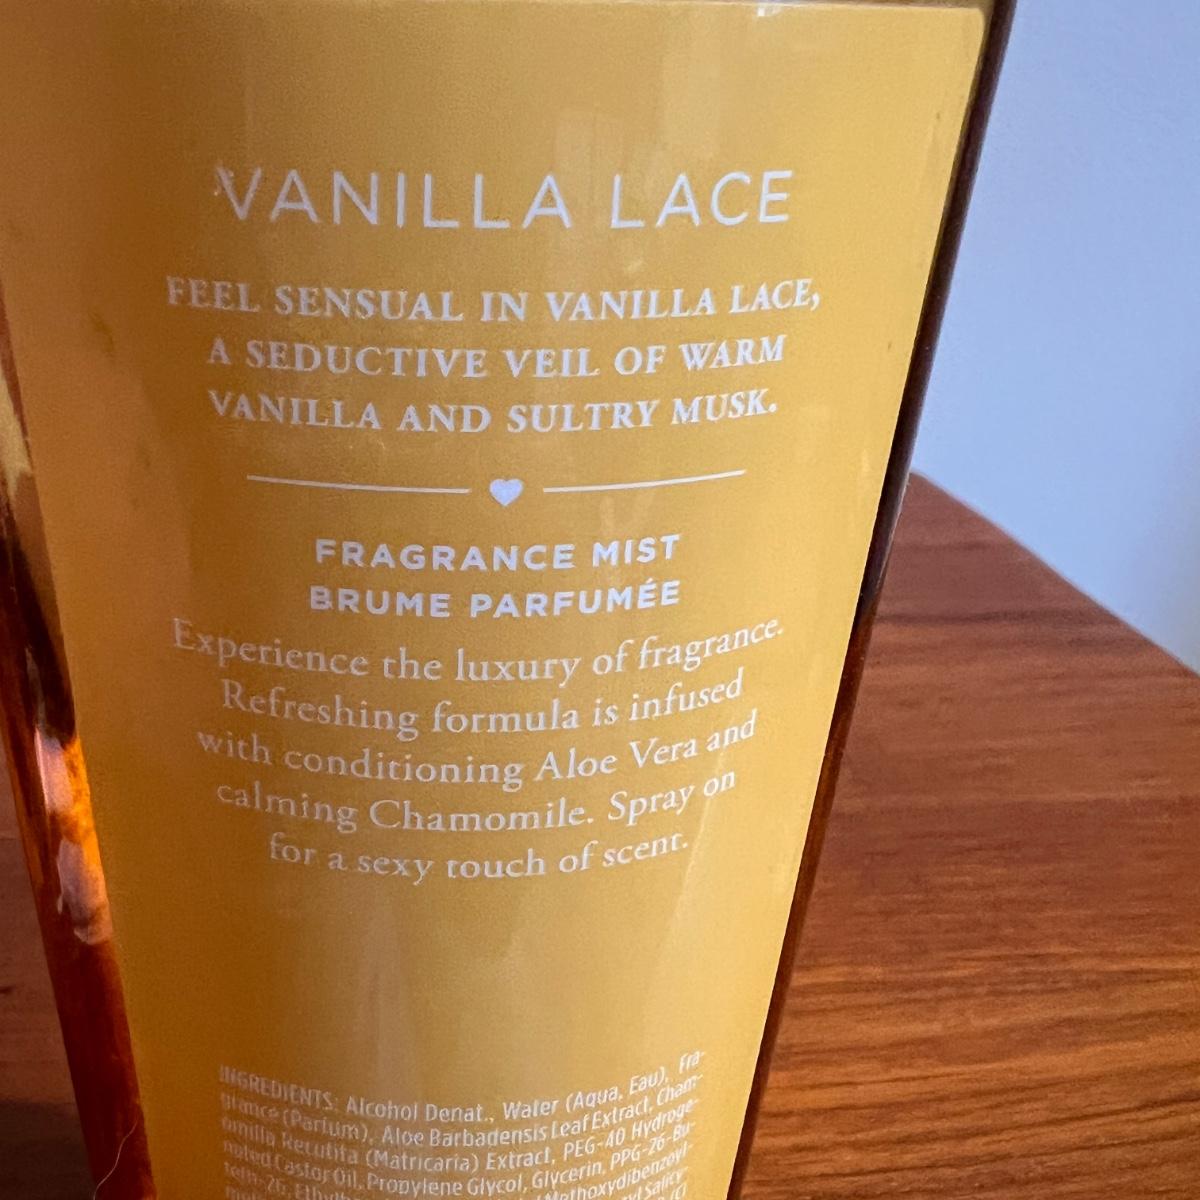 VANILLA LACE
FEEL SENSUAL IN VANILLA LACE,
A SEDUCTIVE VEIL OF WARM
VANILLA AND SULTRY MUSK.
FRAGRANCE MIST
BRUME PARFUMÉE
Experience the luxury of fragrance.
Refreshing formula is infused
with conditioning Aloe Vera and
calming Chamomile. Spray on
for a sexy touch of scent.
INGREDIENTS: Alcohol Denat., Water (Aqua, Eau), Fra-
grance (Parfum), Aloe Barbadensis Leaf Extract, Cham-
omilla Recutita (Matricaria) Extract, PEG-40 Hydroge-
nated Castor Oil, Propylene Glycol, Glycerin, PPG-26-Bu-
teth-26,